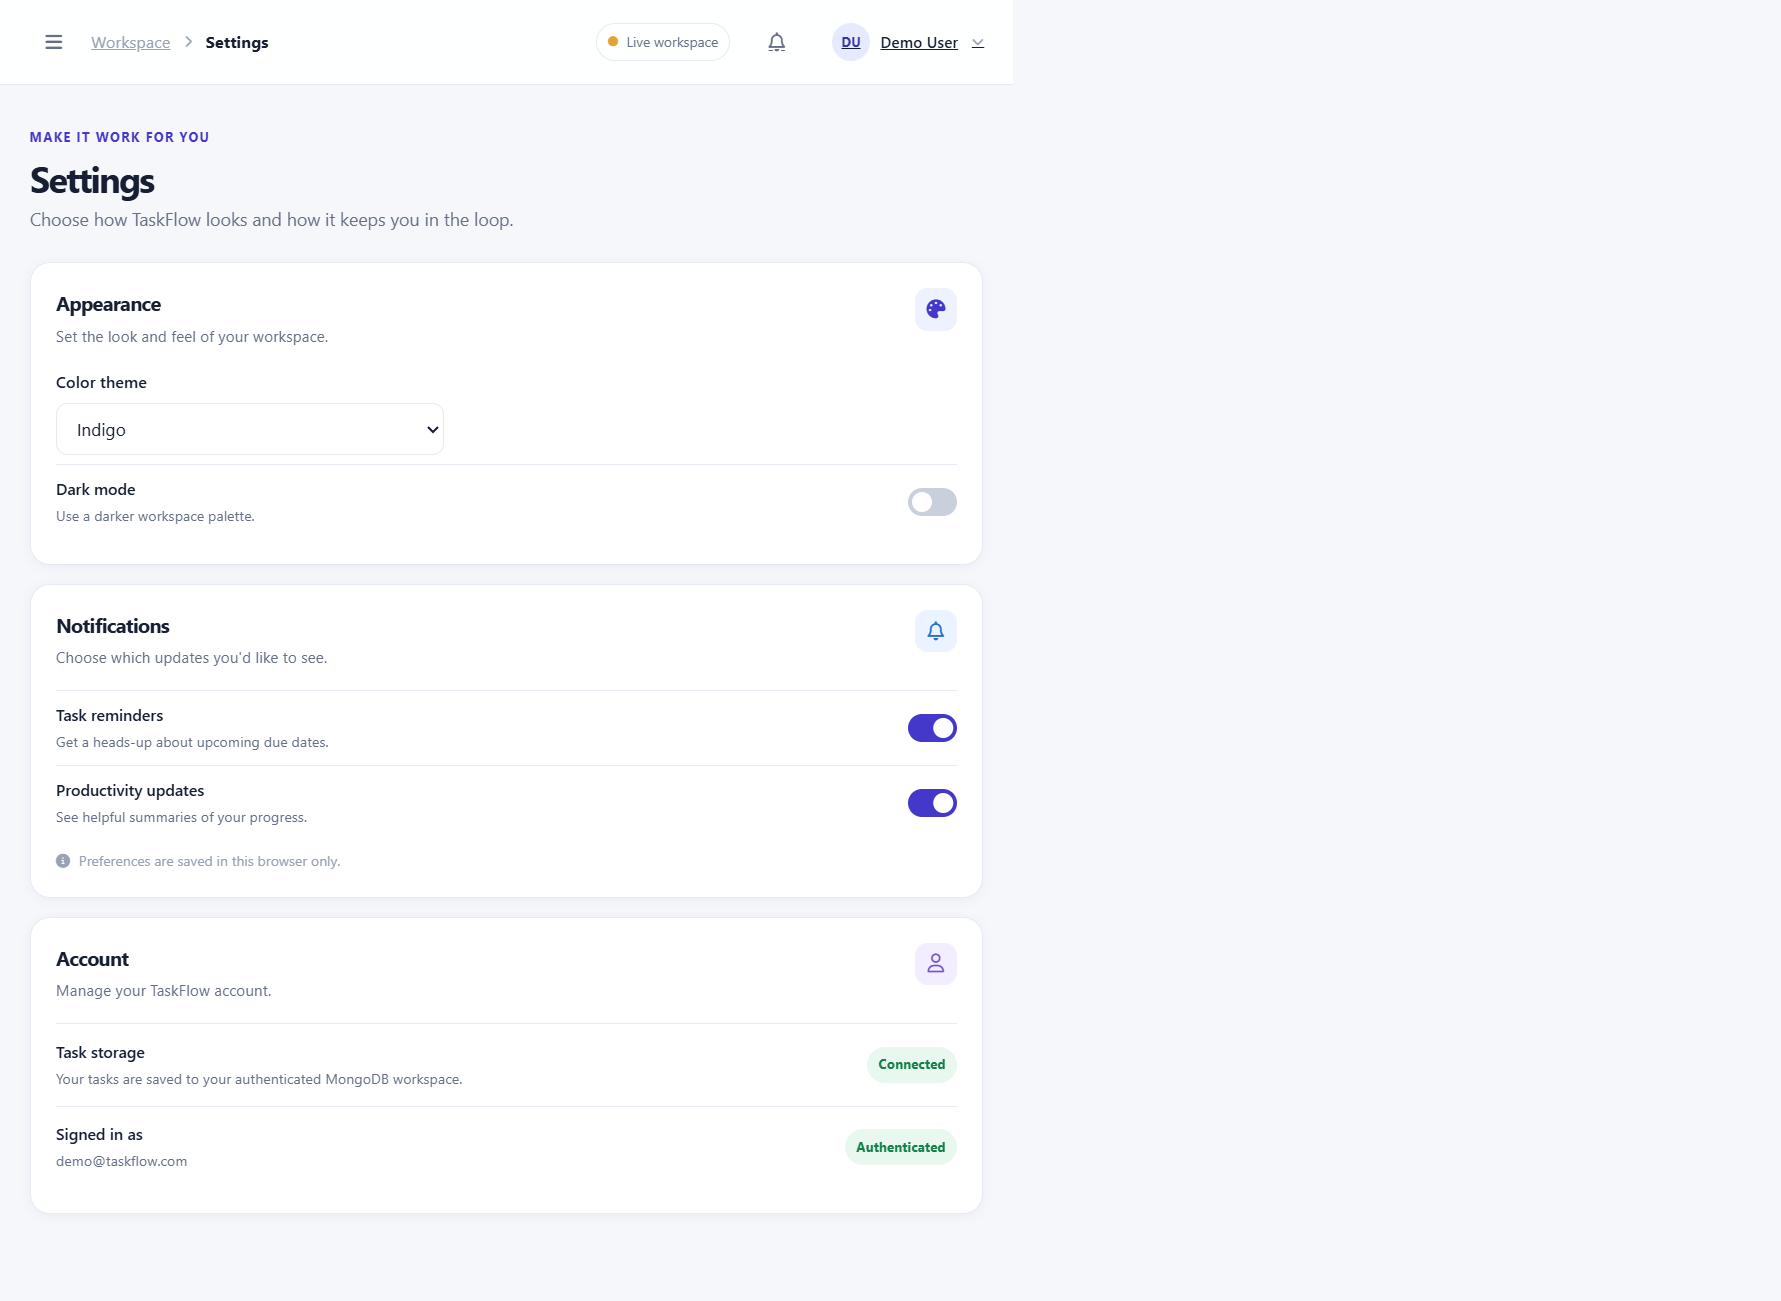 Workspace > Settings
Live workspace
DU Demo User
MAKE IT WORK FOR YOU
Settings
Choose how TaskFlow looks and how it keeps you in the loop.
Appearance
Set the look and feel of your workspace.
Color theme
Indigo
Dark mode
Use a darker workspace palette.
Notifications
Choose which updates you'd like to see.
Task reminders
Get a heads-up about upcoming due dates.
Productivity updates
See helpful summaries of your progress.
Preferences are saved in this browser only.
Account
Manage your TaskFlow account.
Task storage
Connected
Your tasks are saved to your authenticated MongoDB workspace.
Signed in as
Authenticated
demo@taskflow.com